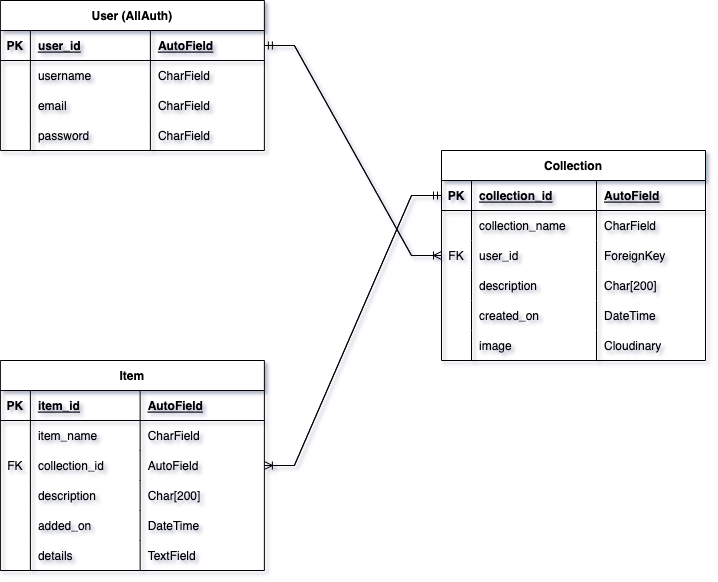 User (AllAuth)
PK user_id AutoField
username CharField
email CharField
password CharField
Collection
PK collection_id AutoField
collection_name CharField
FK user_id ForeignKey
description Char[200]
created_on DateTime
image Cloudinary
Item
PK item_id AutoField
item_name CharField
FK collection_id AutoField
description Char[200]
added_on DateTime
details TextField